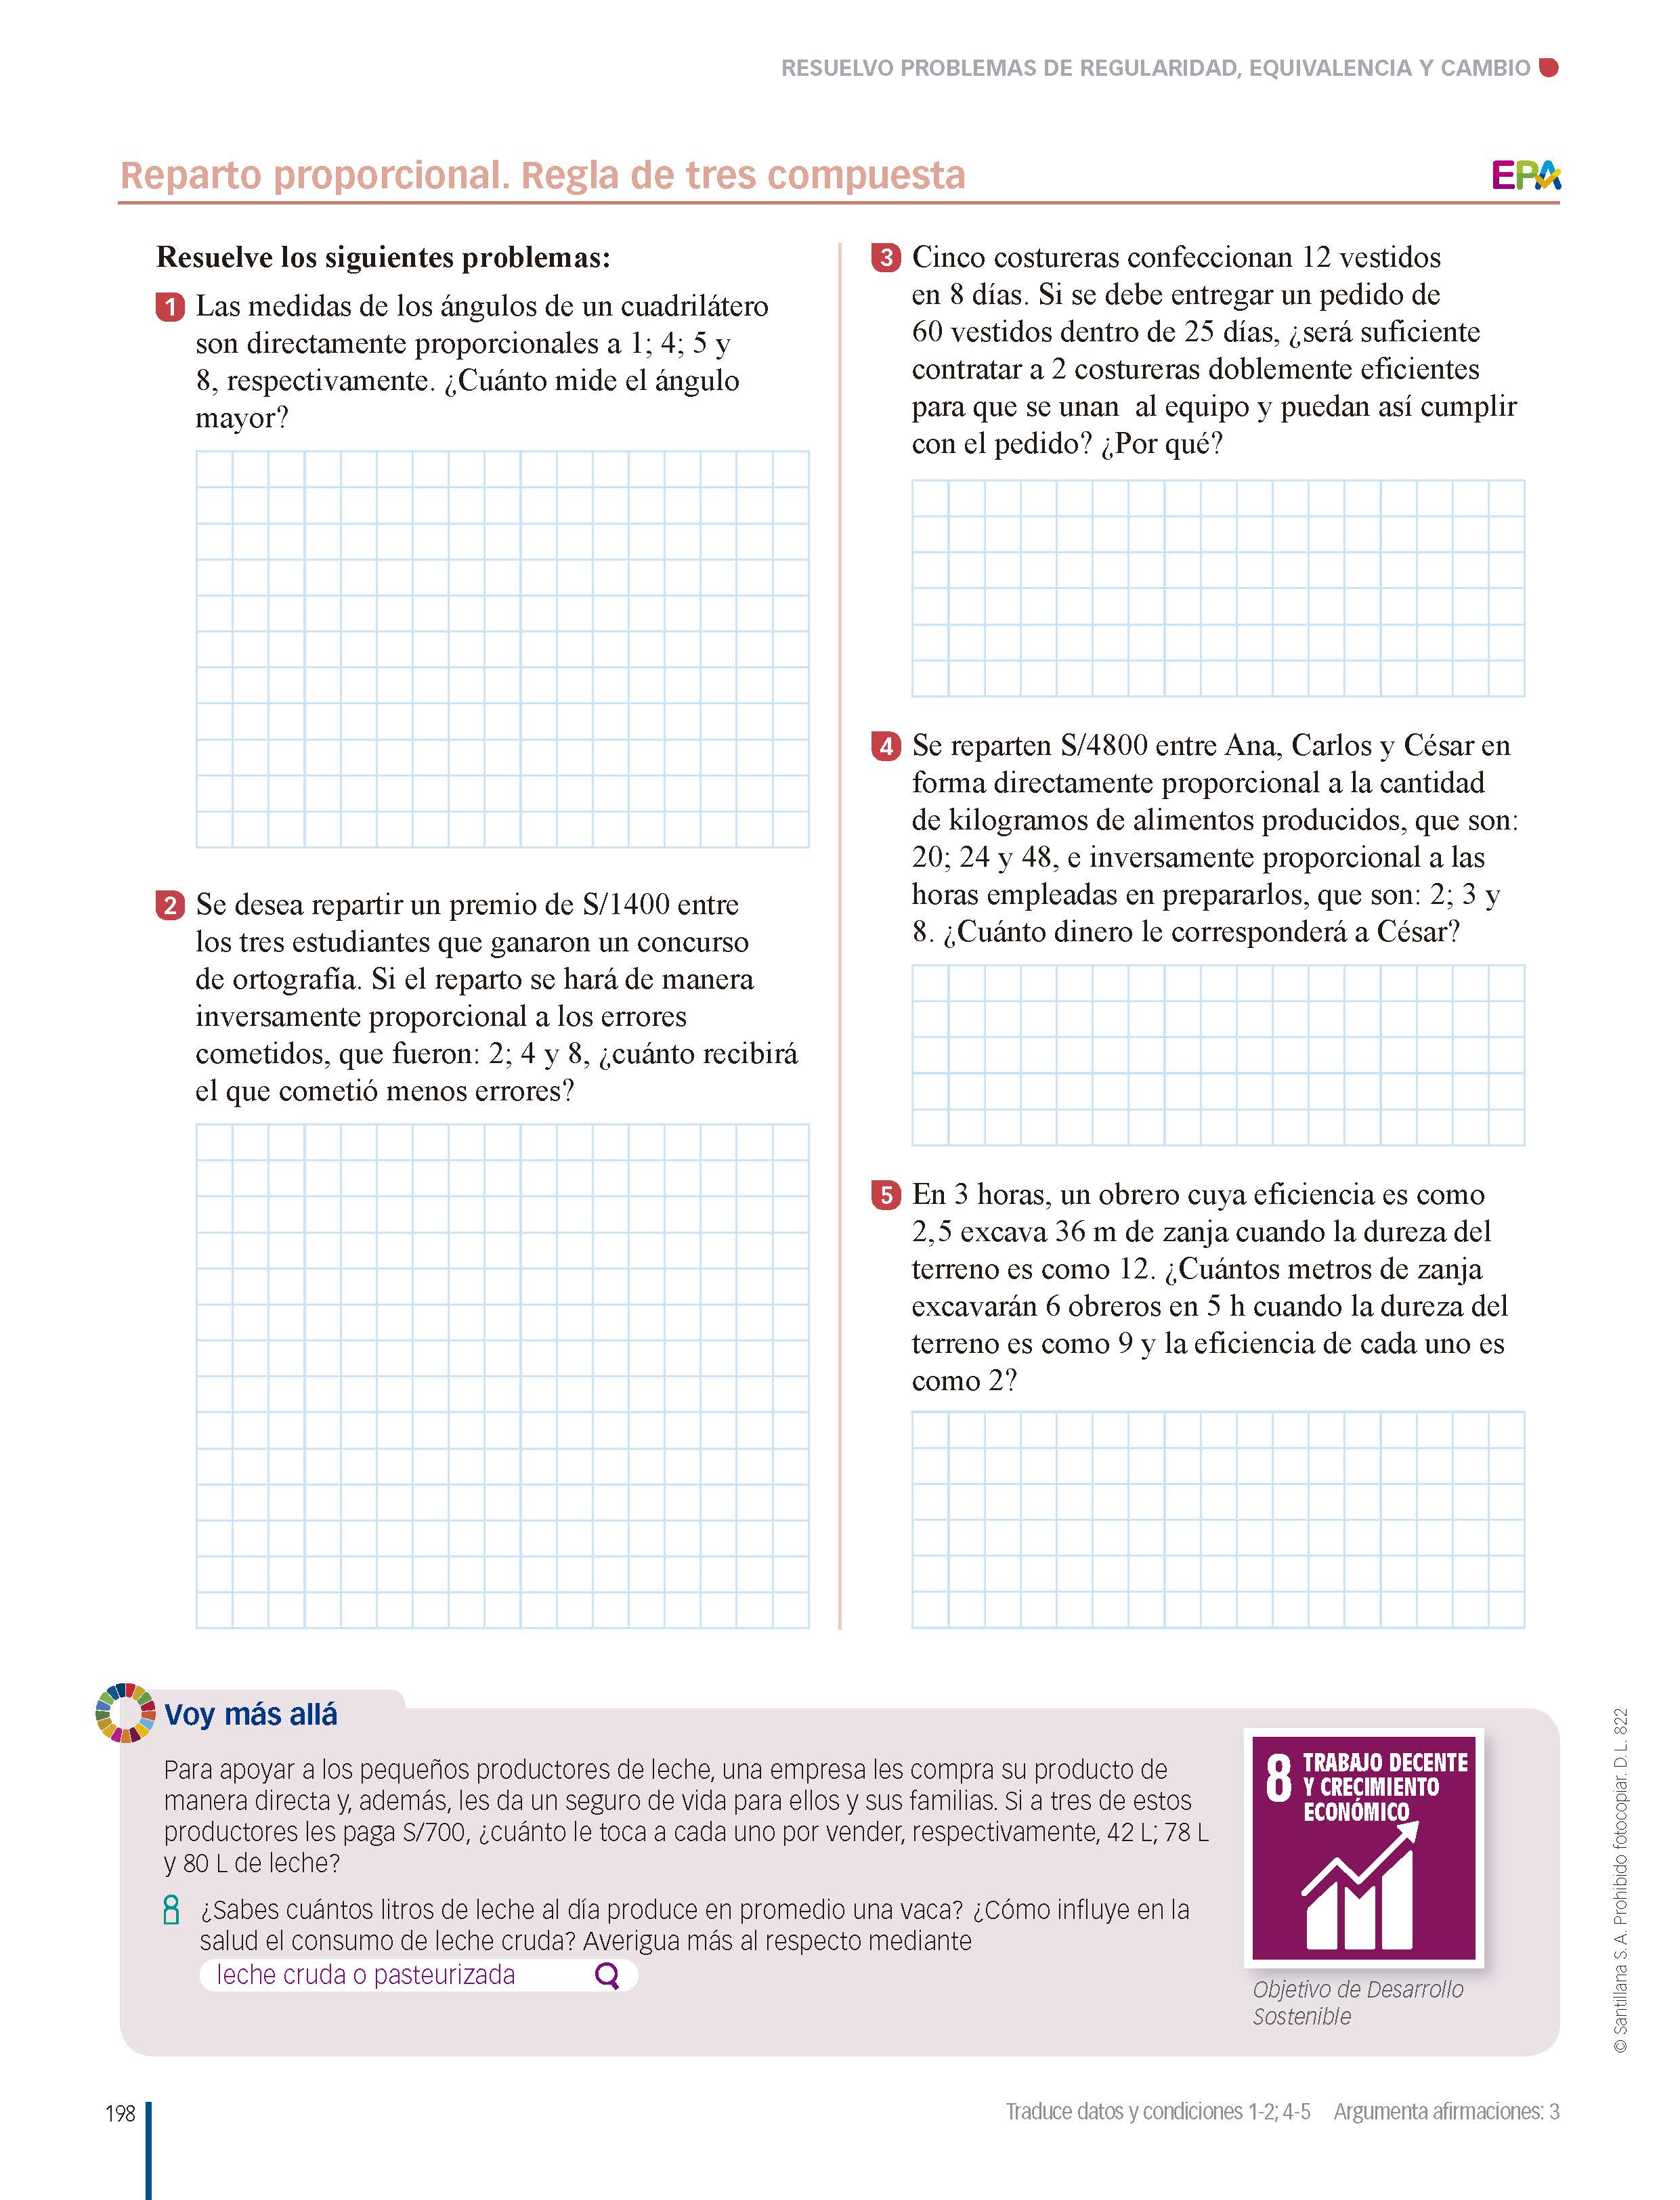 RESUELVO PROBLEMAS DE REGULARIDAD, EQUIVALENCIA Y CAMBIO
Reparto proporcional. Regla de tres compuesta
EPA
Resuelve los siguientes problemas:
1 Las medidas de los ángulos de un cuadrilátero
son directamente proporcionales a 1; 4; 5 y
8, respectivamente. ¿Cuánto mide el ángulo
mayor?
2 Se desea repartir un premio de S/1400 entre
los tres estudiantes que ganaron un concurso
de ortografía. Si el reparto se hará de manera
inversamente proporcional a los errores
cometidos, que fueron: 2; 4 y 8, ¿cuánto recibirá
el que cometió menos errores?
3 Cinco costureras confeccionan 12 vestidos
en 8 días. Si se debe entregar un pedido de
60 vestidos dentro de 25 días, ¿será suficiente
contratar a 2 costureras doblemente eficientes
para que se unan al equipo y puedan así cumplir
con el pedido? ¿Por qué?
4 Se reparten S/4800 entre Ana, Carlos y César en
forma directamente proporcional a la cantidad
de kilogramos de alimentos producidos, que son:
20; 24 y 48, e inversamente proporcional a las
horas empleadas en prepararlos, que son: 2; 3 y
8. ¿Cuánto dinero le corresponderá a César?
5 En 3 horas, un obrero cuya eficiencia es como
2,5 excava 36 m de zanja cuando la dureza del
terreno es como 12. ¿Cuántos metros de zanja
excavarán 6 obreros en 5 h cuando la dureza del
terreno es como 9 y la eficiencia de cada uno es
como 2?
Voy más allá
Para apoyar a los pequeños productores de leche, una empresa les compra su producto de
manera directa y, además, les da un seguro de vida para ellos y sus familias. Si a tres de estos
productores les paga S/700, ¿cuánto le toca a cada uno por vender, respectivamente, 42 L; 78 L
y 80 L de leche?
¿Sabes cuántos litros de leche al día produce en promedio una vaca? ¿Cómo influye en la
salud el consumo de leche cruda? Averigua más al respecto mediante
leche cruda o pasteurizada
8 TRABAJO DECENTE
Y CRECIMIENTO
ECONÓMICO
Objetivo de Desarrollo
Sostenible
© Santillana S. A. Prohibido fotocopiar. D. L. 822
198
Traduce datos y condiciones 1-2; 4-5 Argumenta afirmaciones: 3